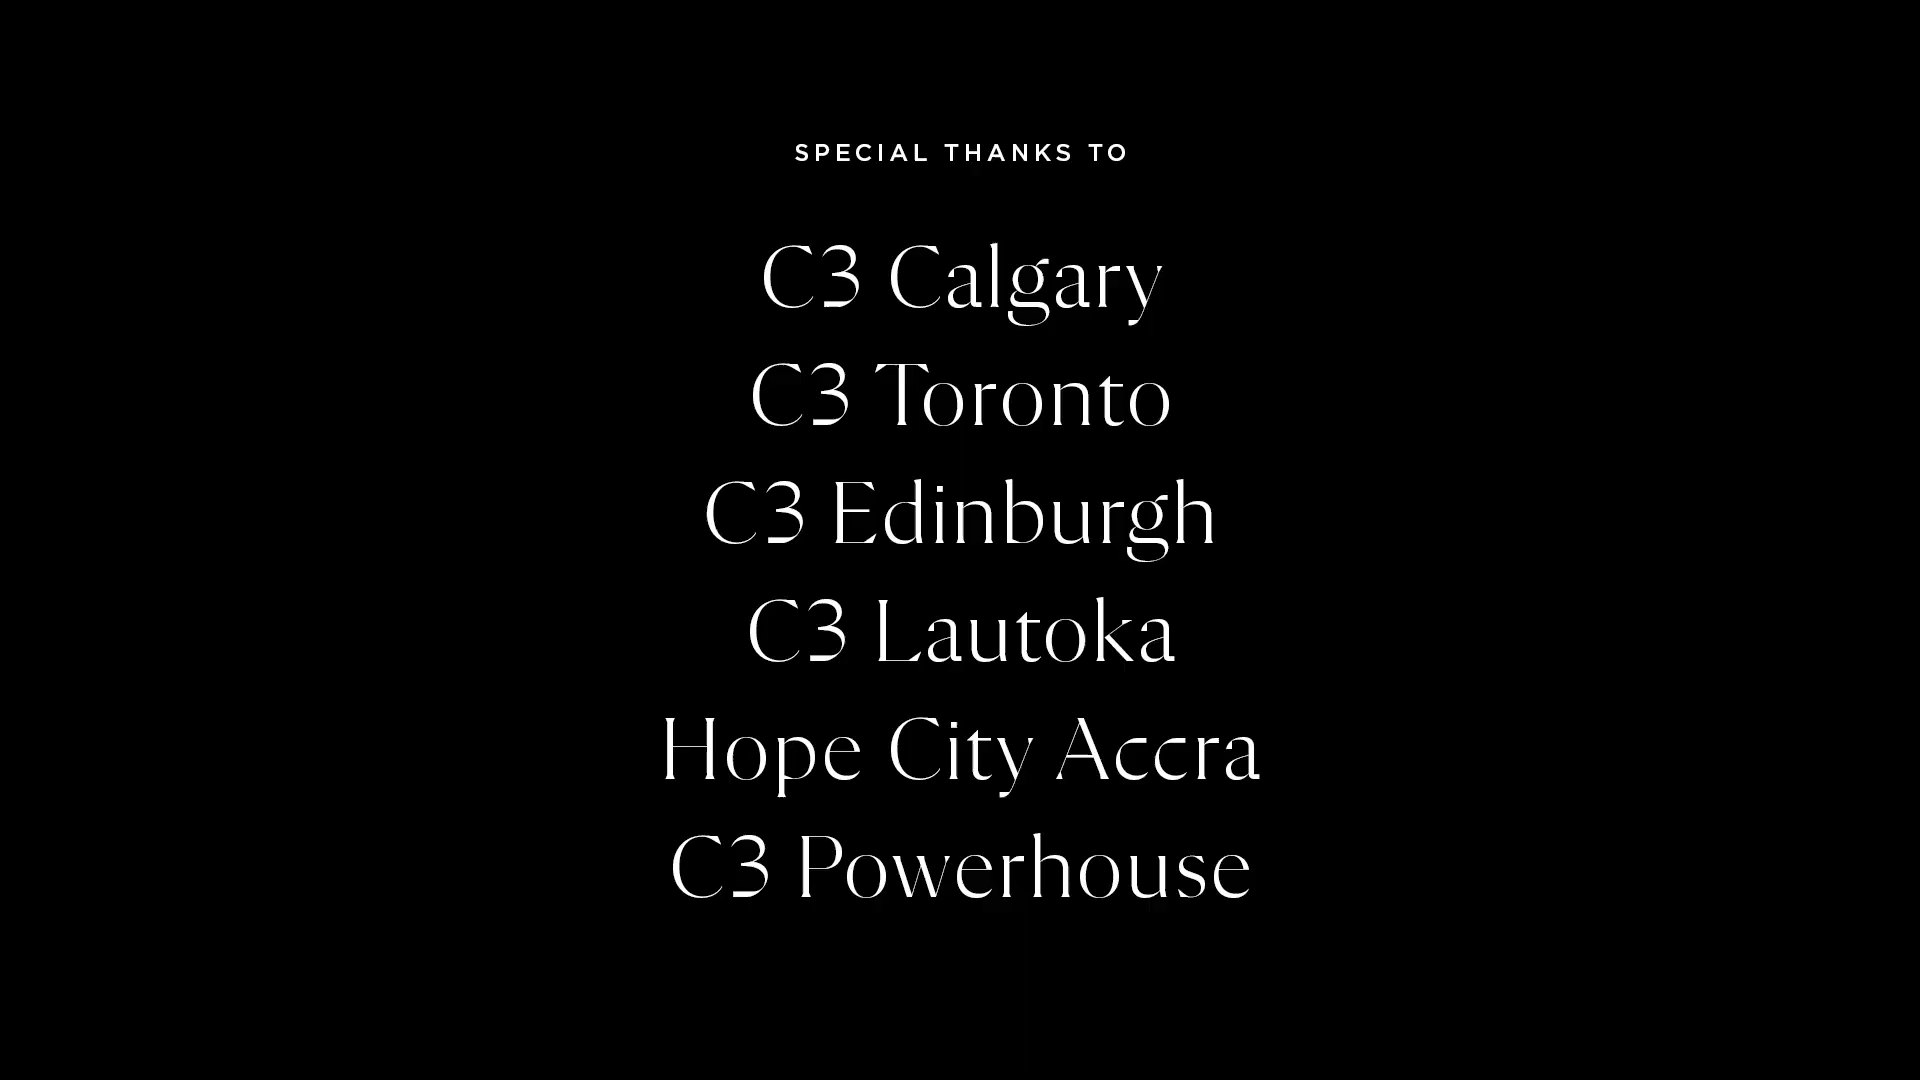 SPECIAL THANKS TO
C3 Calgary
C3 Toronto
C3 Edinburgh
C3 Lautoka
Hope City Accra
C3 Powerhouse